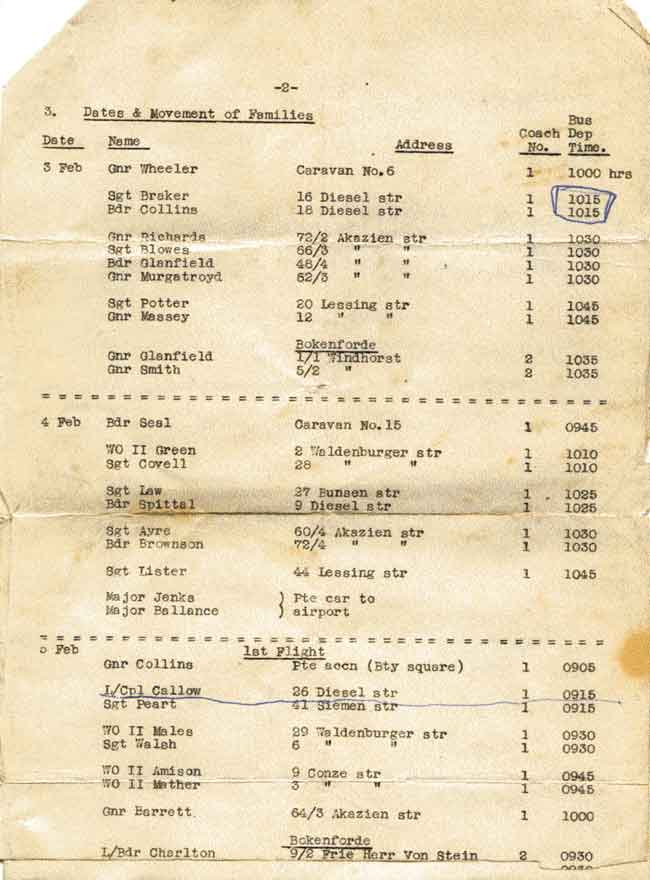 -2-
3. Dates & Movement of Families
Bus
Coach Dep
Date Name Address No. Time.
3 Feb Gnr Wheeler Caravan No.6 1 1000 hrs
Sgt Braker 16 Diesel str 1 1015
Bdr Collins 18 Diesel str 1 1015
Gnr Richards 72/2 Akazien str 1 1030
Sgt Blowes 66/3 " " 1 1030
Bdr Glanfield 48/4 " " 1 1030
Gnr Murgatroyd 82/3 " " 1 1030
Sgt Potter 20 Lessing str 1 1045
Gnr Massey 12 " " 1 1045
Bokenforde
Gnr Glanfield 1/1 Windhorst 2 1035
Gnr Smith 5/2 " 2 1035
4 Feb Bdr Seal Caravan No.15 1 0945
WO II Green 2 Waldenburger str 1 1010
Sgt Covell 28 " " 1 1010
Sgt Law 27 Bunsen str 1 1025
Bdr Spittal 9 Diesel str 1 1025
Sgt Ayre 60/4 Akazien str 1 1030
Bdr Brownson 72/4 " " 1 1030
Sgt Lister 44 Lessing str 1 1045
Major Jenks ) Pte car to
Major Ballance ) airport
5 Feb 1st Flight
Gnr Collins Pte accn (Bty square) 1 0905
L/Cpl Callow 26 Diesel str 1 0915
Sgt Peart 41 Siemen str 1 0915
WO II Males 29 Waldenburger str 1 0930
Sgt Walsh 6 " " 1 0930
WO II Amison 9 Conze str 1 0945
WO II Mather 3 " " 1 0945
Gnr Barrett 64/3 Akazien str 1 1000
Bokenforde
L/Bdr Charlton 9/2 Frie Herr Von Stein 2 0930